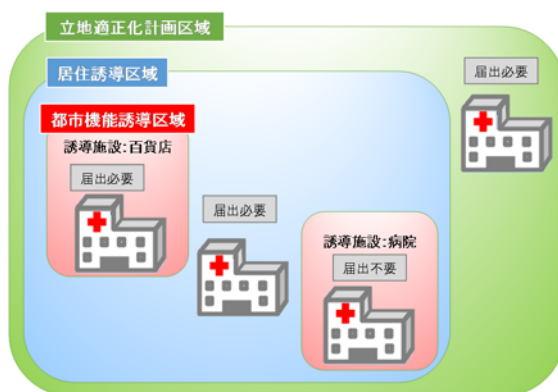 立地適正化計画区域
居住誘導区域
届出必要
都市機能誘導区域
誘導施設:百貨店
届出必要
届出必要
誘導施設:病院
届出不要